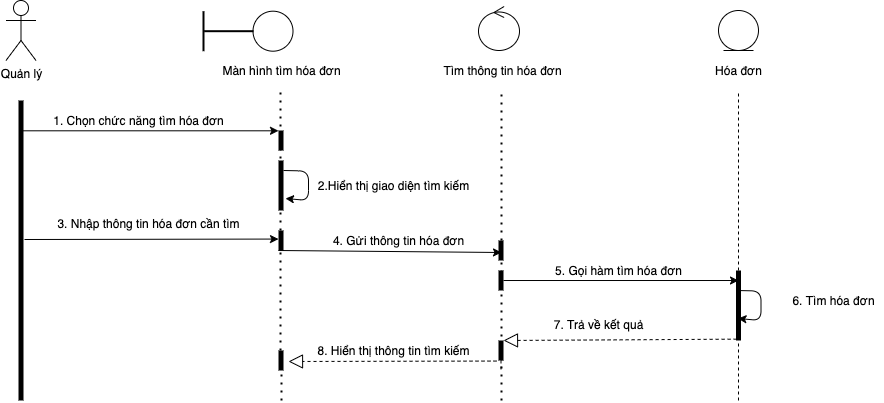 Quản lý
Màn hình tìm hóa đơn
Tìm thông tin hóa đơn
Hóa đơn
1. Chọn chức năng tìm hóa đơn
2.Hiển thị giao diện tìm kiếm
3. Nhập thông tin hóa đơn cần tìm
4. Gửi thông tin hóa đơn
5. Gọi hàm tìm hóa đơn
6. Tìm hóa đơn
7. Trả về kết quả
8. Hiển thị thông tin tìm kiếm